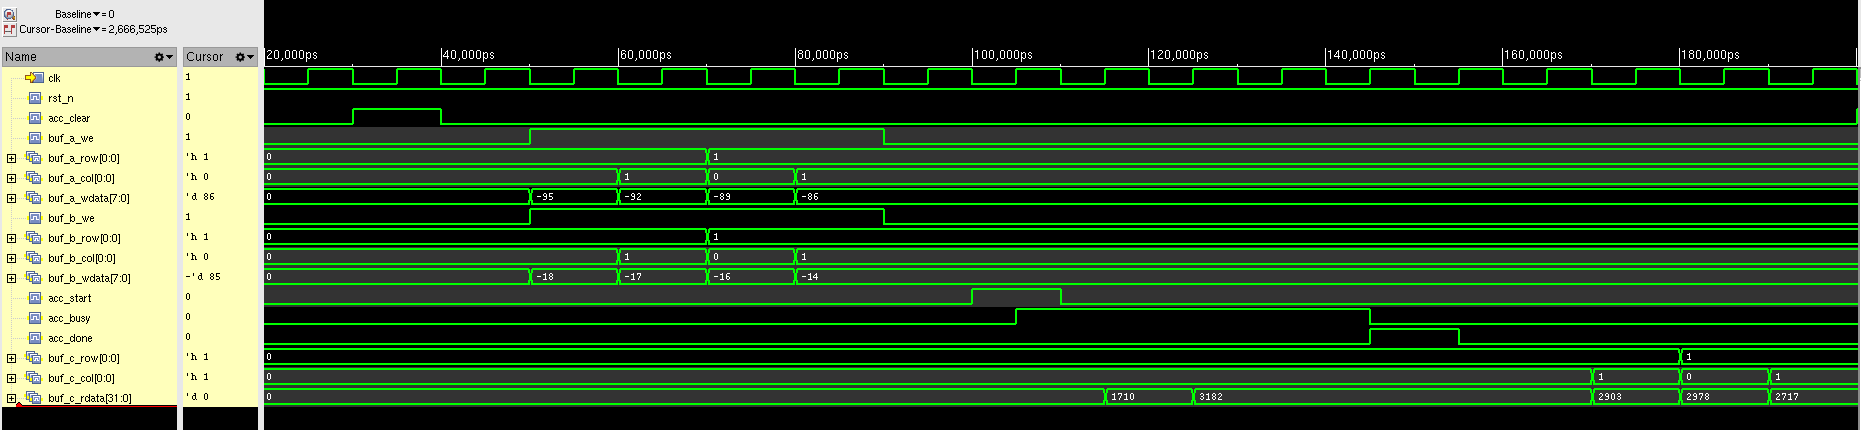 Baseline▼= 0
Cursor-Baseline▼= 2,666,525ps
Name Cursor 20,000ps 40,000ps 60,000ps 80,000ps 100,000ps 120,000ps 140,000ps 160,000ps 180,000ps
clk 1
rst_n 1
acc_clear 0
buf_a_we 1
buf_a_row[0:0] 'h 1 0 1
buf_a_col[0:0] 'h 0 0 1 0 1
buf_a_wdata[7:0] 'd 86 0 -95 -92 -89 -86
buf_b_we 1
buf_b_row[0:0] 'h 1 0 1
buf_b_col[0:0] 'h 0 0 1 0 1
buf_b_wdata[7:0] -'d 85 0 -18 -17 -16 -14
acc_start 0
acc_busy 0
acc_done 0
buf_c_row[0:0] 'h 1 0 1
buf_c_col[0:0] 'h 1 0 1 0 1
buf_c_rdata[31:0] 'd 0 0 1710 3182 2903 2978 2717